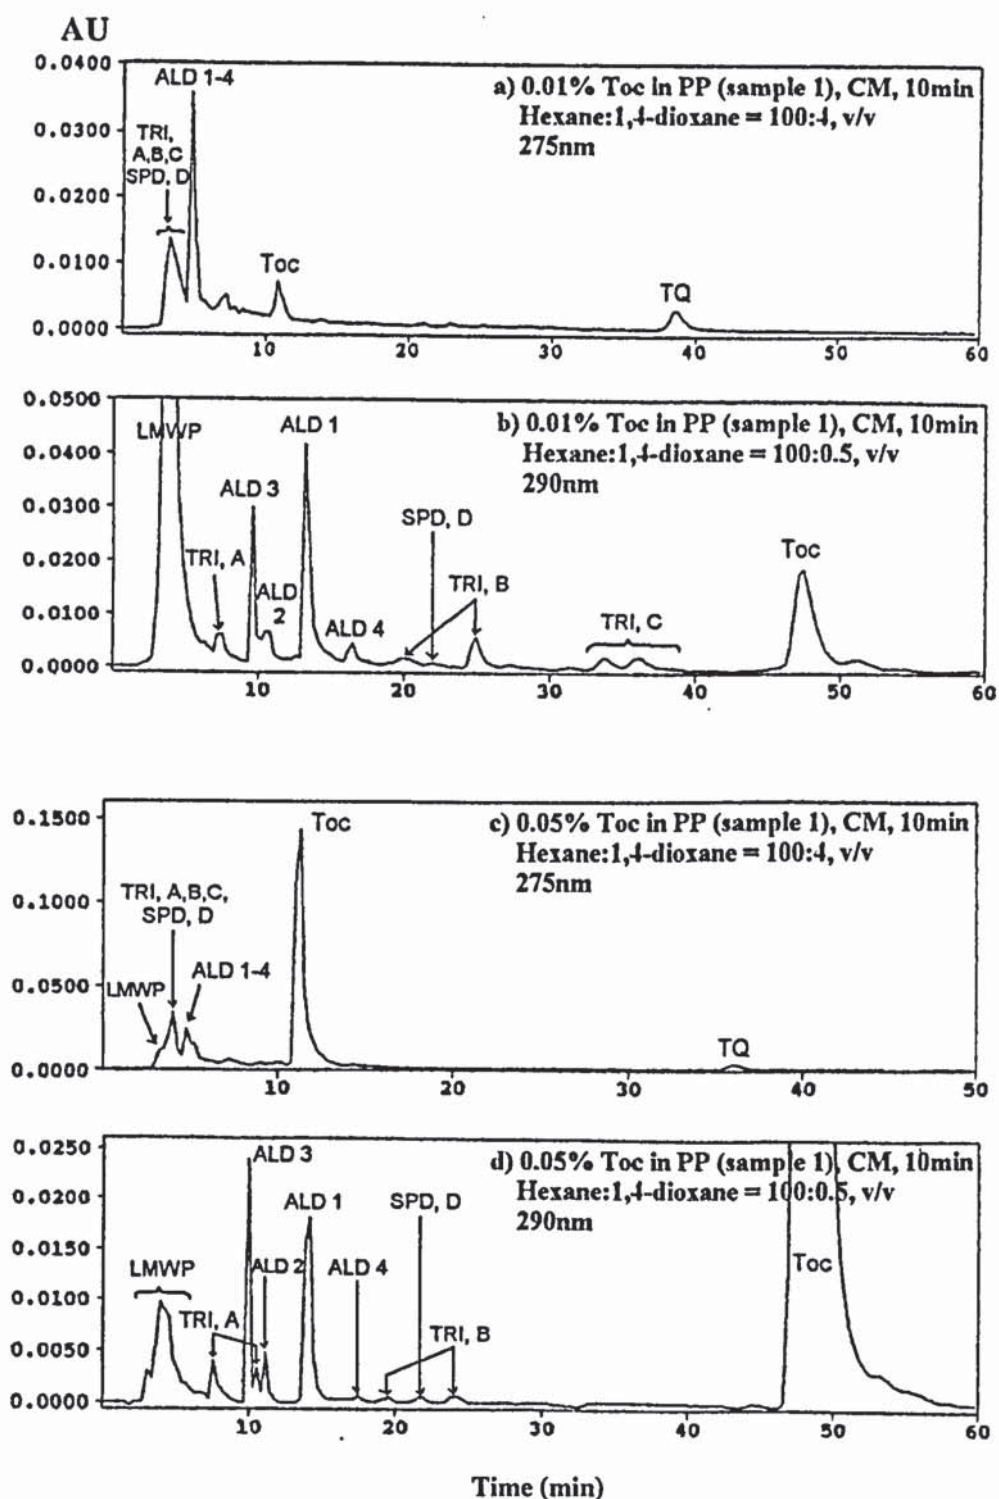 AU
0.0400
0.0300
0.0200
0.0100
0.0000
ALD 1-4
TRI,
A,B,C
SPD, D
Toc
TQ
a) 0.01% Toc in PP (sample 1), CM, 10min
Hexane:1,4-dioxane = 100:4, v/v
275nm
10 20 30 40 50 60
0.0500
0.0400
0.0300
0.0200
0.0100
0.0000
LMWP
TRI, A
ALD 3
ALD
2
ALD 1
ALD 4
SPD, D
TRI, B
TRI, C
Toc
b) 0.01% Toc in PP (sample 1), CM, 10min
Hexane:1,4-dioxane = 100:0.5, v/v
290nm
10 20 30 40 50 60
0.1500
0.1000
0.0500
0.0000
TRI, A,B,C,
SPD, D
LMWP
ALD 1-4
Toc
TQ
c) 0.05% Toc in PP (sample 1), CM, 10min
Hexane:1,4-dioxane = 100:4, v/v
275nm
10 20 30 40 50
0.0250
0.0200
0.0150
0.0100
0.0050
0.0000
LMWP
TRI, A
ALD 3
ALD 2
ALD 1
ALD 4
SPD, D
TRI, B
Toc
d) 0.05% Toc in PP (sample 1), CM, 10min
Hexane:1,4-dioxane = 100:0.5, v/v
290nm
10 20 30 40 50 60
Time (min)